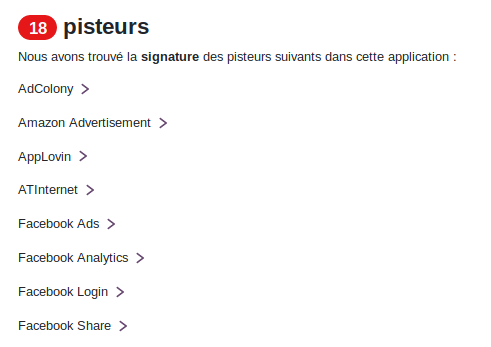 18 pisteurs
Nous avons trouvé la signature des pisteurs suivants dans cette application :
AdColony
Amazon Advertisement
AppLovin
ATInternet
Facebook Ads
Facebook Analytics
Facebook Login
Facebook Share